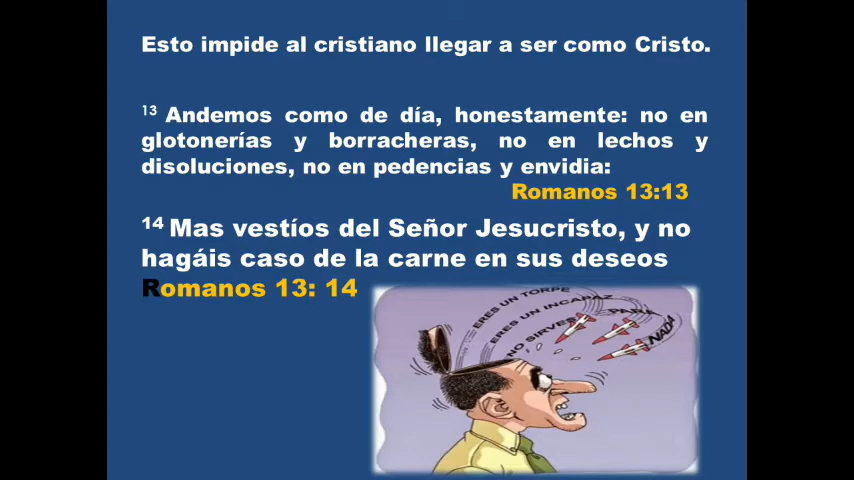 Esto impide al cristiano llegar a ser como Cristo.
13 Andemos como de día, honestamente: no en
glotonerías y borracheras, no en lechos y
disoluciones, no en pedencias y envidia:
Romanos 13:13
14 Mas vestíos del Señor Jesucristo, y no
hagáis caso de la carne en sus deseos
Romanos 13: 14
ERES UN TORPE
ERES UN INCAPAZ
NO SIRVES PARA NADA